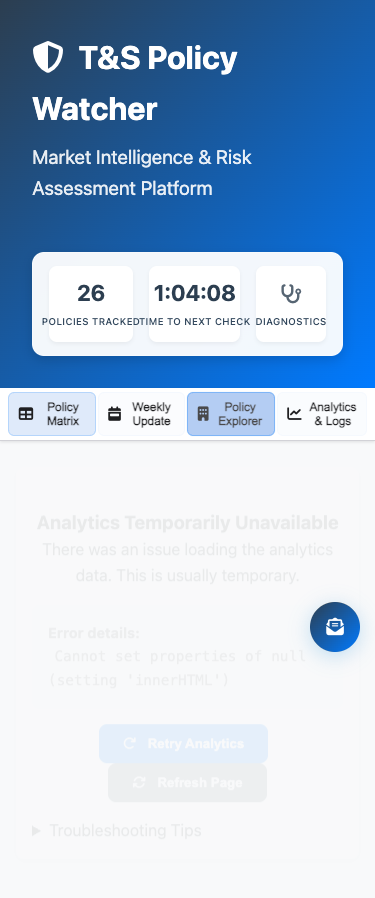 T&S Policy
Watcher
Market Intelligence & Risk
Assessment Platform
26
POLICIES TRACKED
1:04:08
TIME TO NEXT CHECK
DIAGNOSTICS
Policy
Matrix
Weekly
Update
Policy
Explorer
Analytics
& Logs
Analytics Temporarily Unavailable
There was an issue loading the analytics
data. This is usually temporary.
Error details:
Cannot set properties of null
(setting 'innerHTML')
Retry Analytics
Refresh Page
Troubleshooting Tips